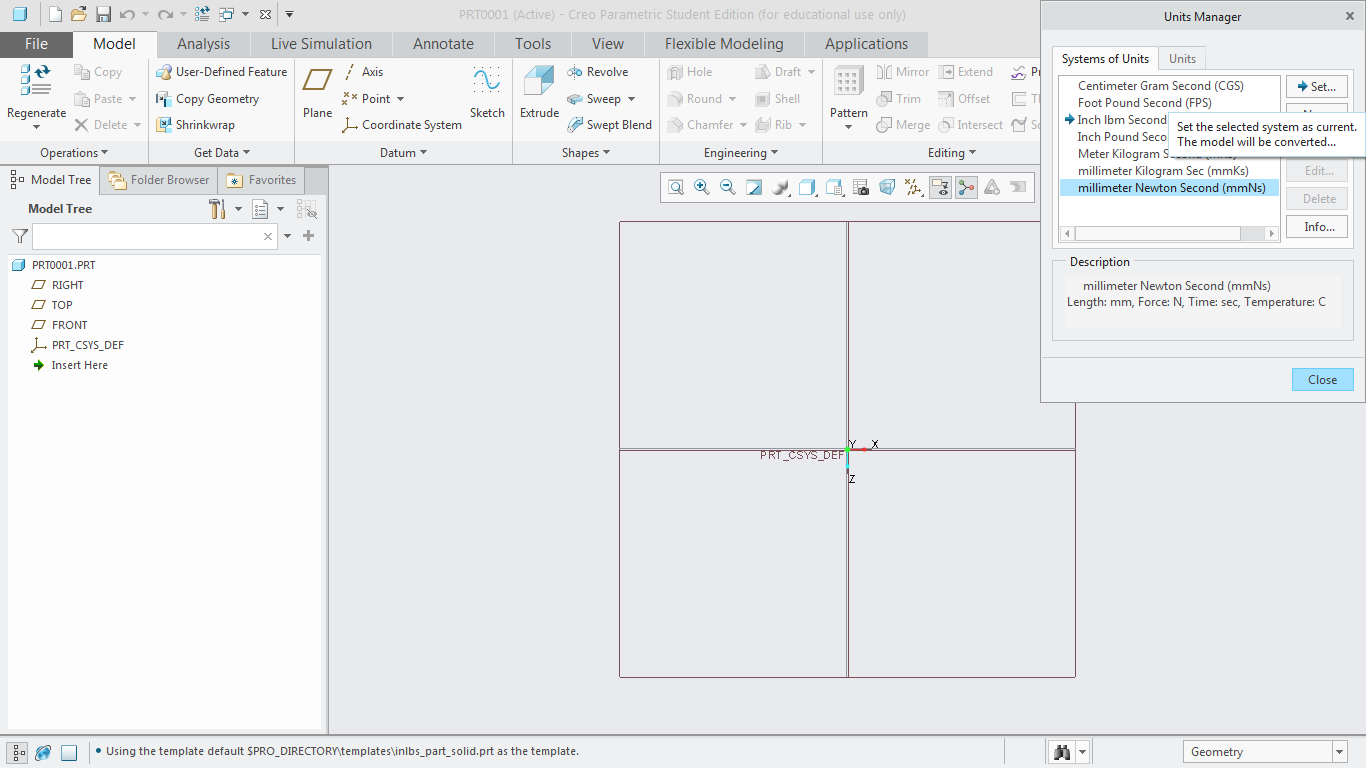 PRT0001 (Active) - Creo Parametric Student Edition (for educational use only)
File
Model
Analysis
Live Simulation
Annotate
Tools
View
Flexible Modeling
Applications
Regenerate
Copy
Paste
Delete
User-Defined Feature
Copy Geometry
Shrinkwrap
Plane
Axis
Point
Coordinate System
Sketch
Extrude
Revolve
Sweep
Swept Blend
Hole
Round
Chamfer
Draft
Shell
Rib
Pattern
Mirror
Trim
Merge
Extend
Offset
Intersect
Operations
Get Data
Datum
Shapes
Engineering
Editing
Model Tree
Folder Browser
Favorites
Model Tree
PRT0001.PRT
RIGHT
TOP
FRONT
PRT_CSYS_DEF
Insert Here
Y
X
PRT_CSYS_DEF
Z
Units Manager
Systems of Units
Units
Centimeter Gram Second (CGS)
Foot Pound Second (FPS)
Inch lbm Second
Inch Pound Seco
Meter Kilogram S
millimeter Kilogram Sec (mmKs)
millimeter Newton Second (mmNs)
Set...
Set the selected system as current.
The model will be converted...
Edit...
Delete
Info...
Description
millimeter Newton Second (mmNs)
Length: mm, Force: N, Time: sec, Temperature: C
Close
• Using the template default $PRO_DIRECTORY\templates\inlbs_part_solid.prt as the template.
Geometry